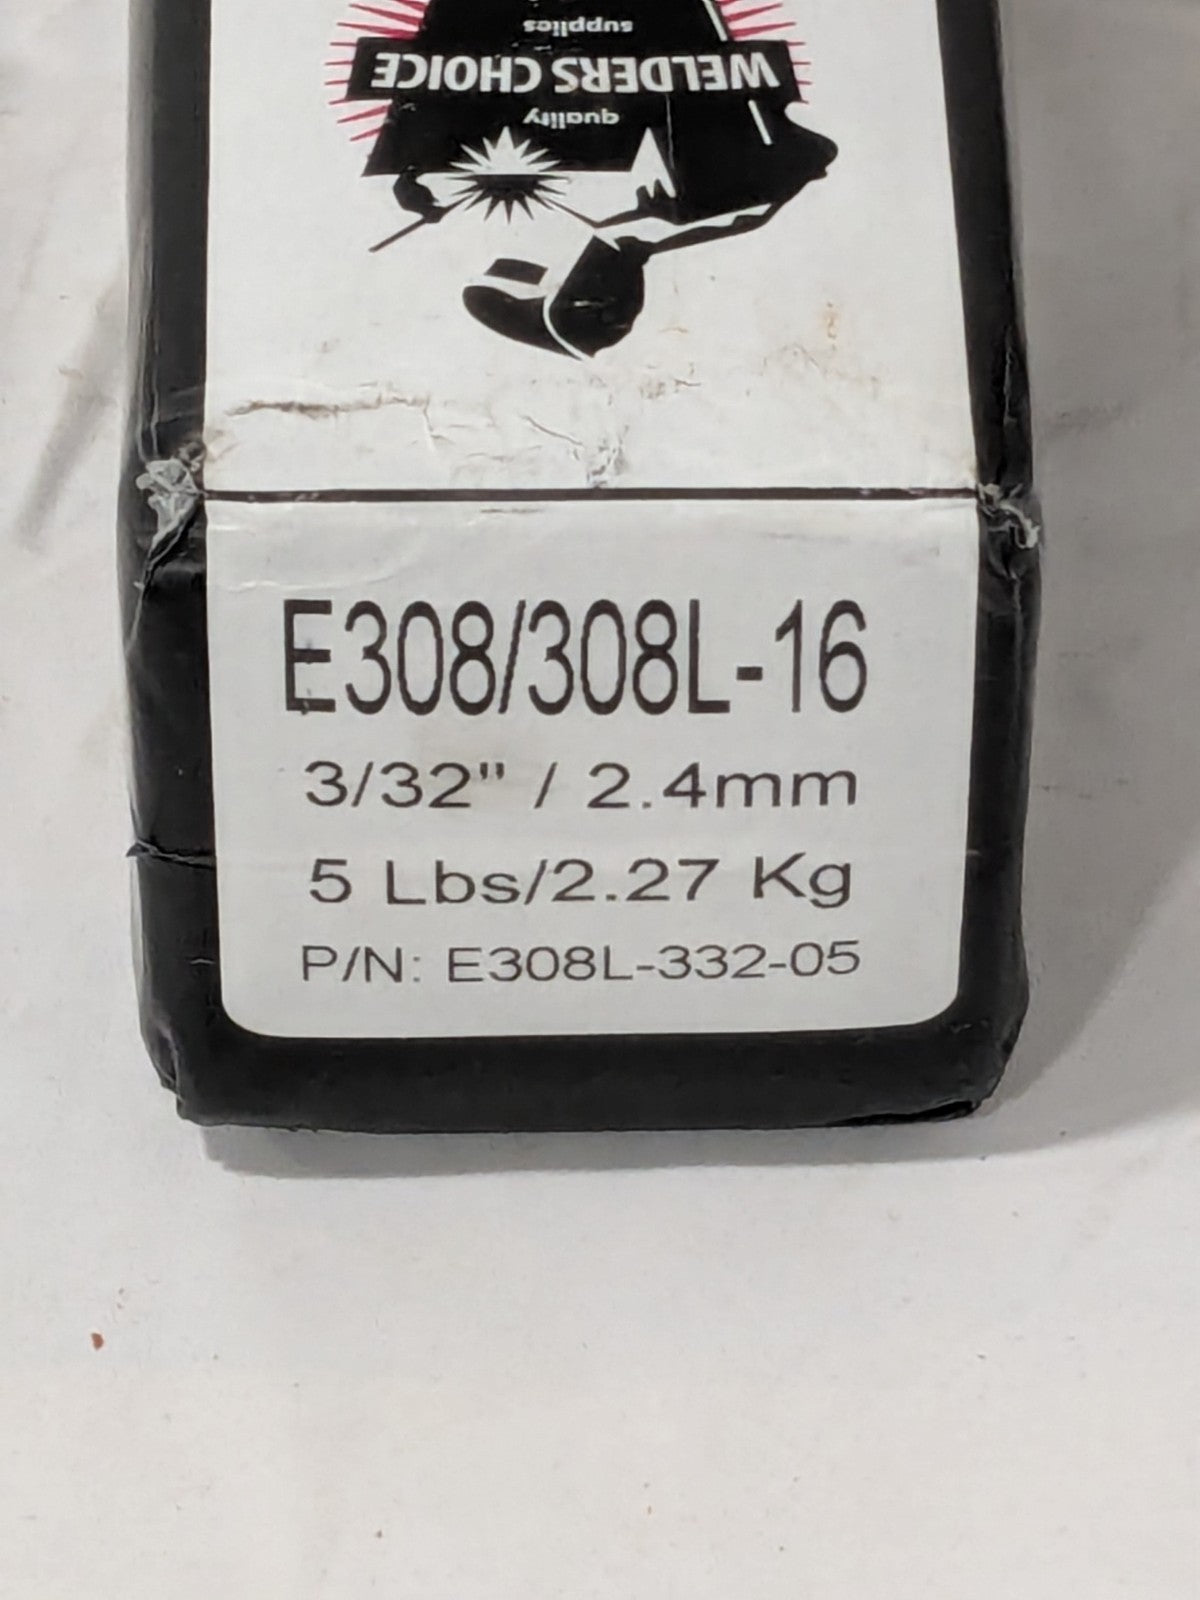 supplies
WELDERS CHOICE
quality
E308/308L-16
3/32" / 2.4mm
5 Lbs/2.27 Kg
P/N: E308L-332-05